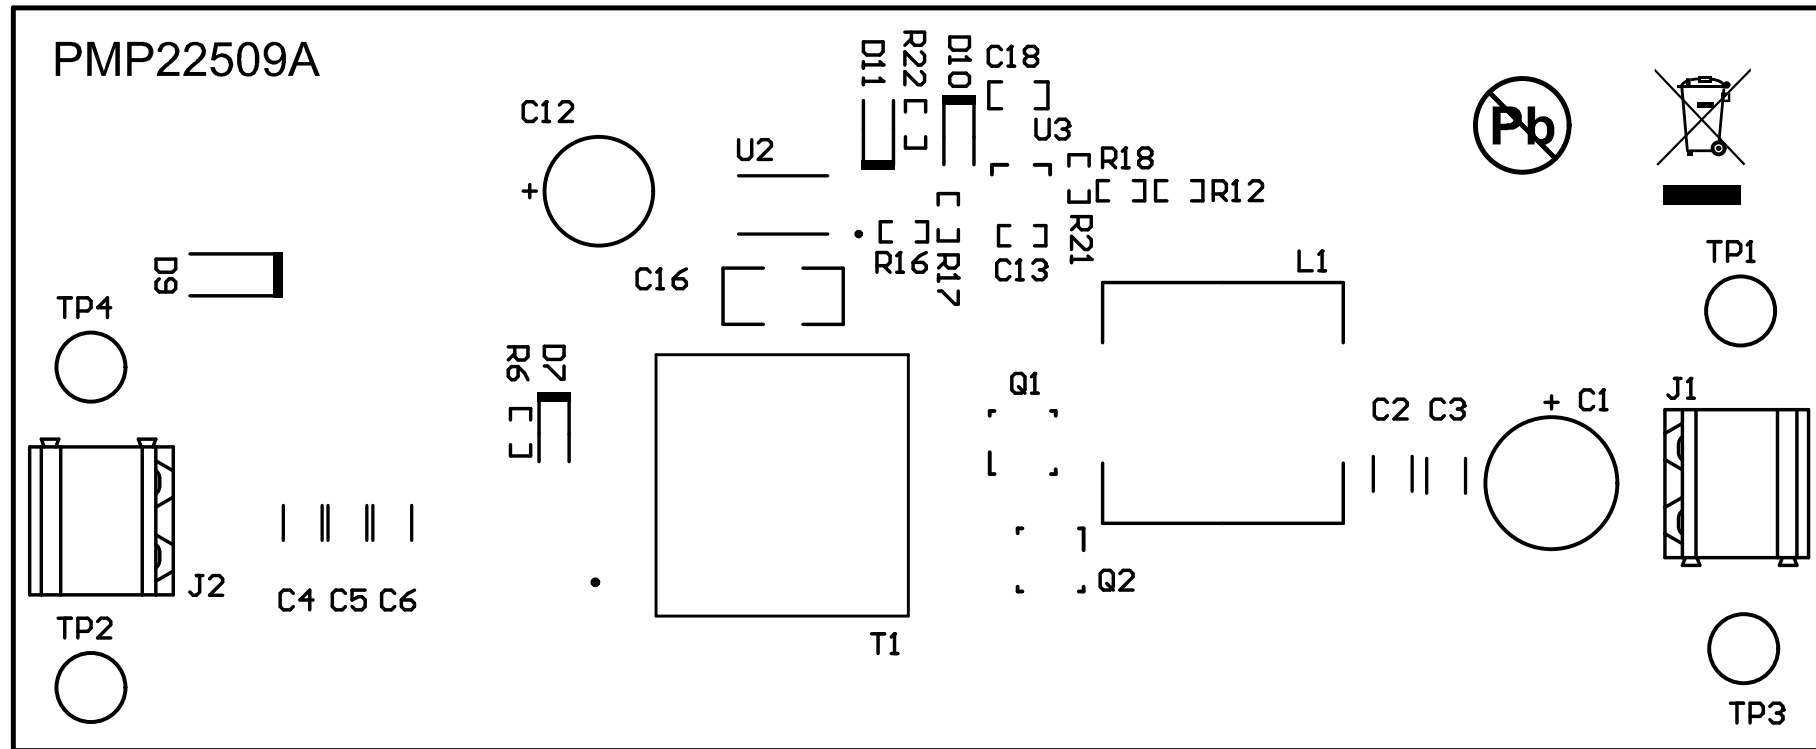 PMP22509A
D11
R22
D10
C18
C12
U2
U3
Pb
R18
R12
R21
R16
R17
C13
C16
D9
L1
TP1
TP4
R6
D7
Q1
C2
C3
C1
+
J1
+
J2
C4
C5
C6
Q2
TP2
T1
TP3